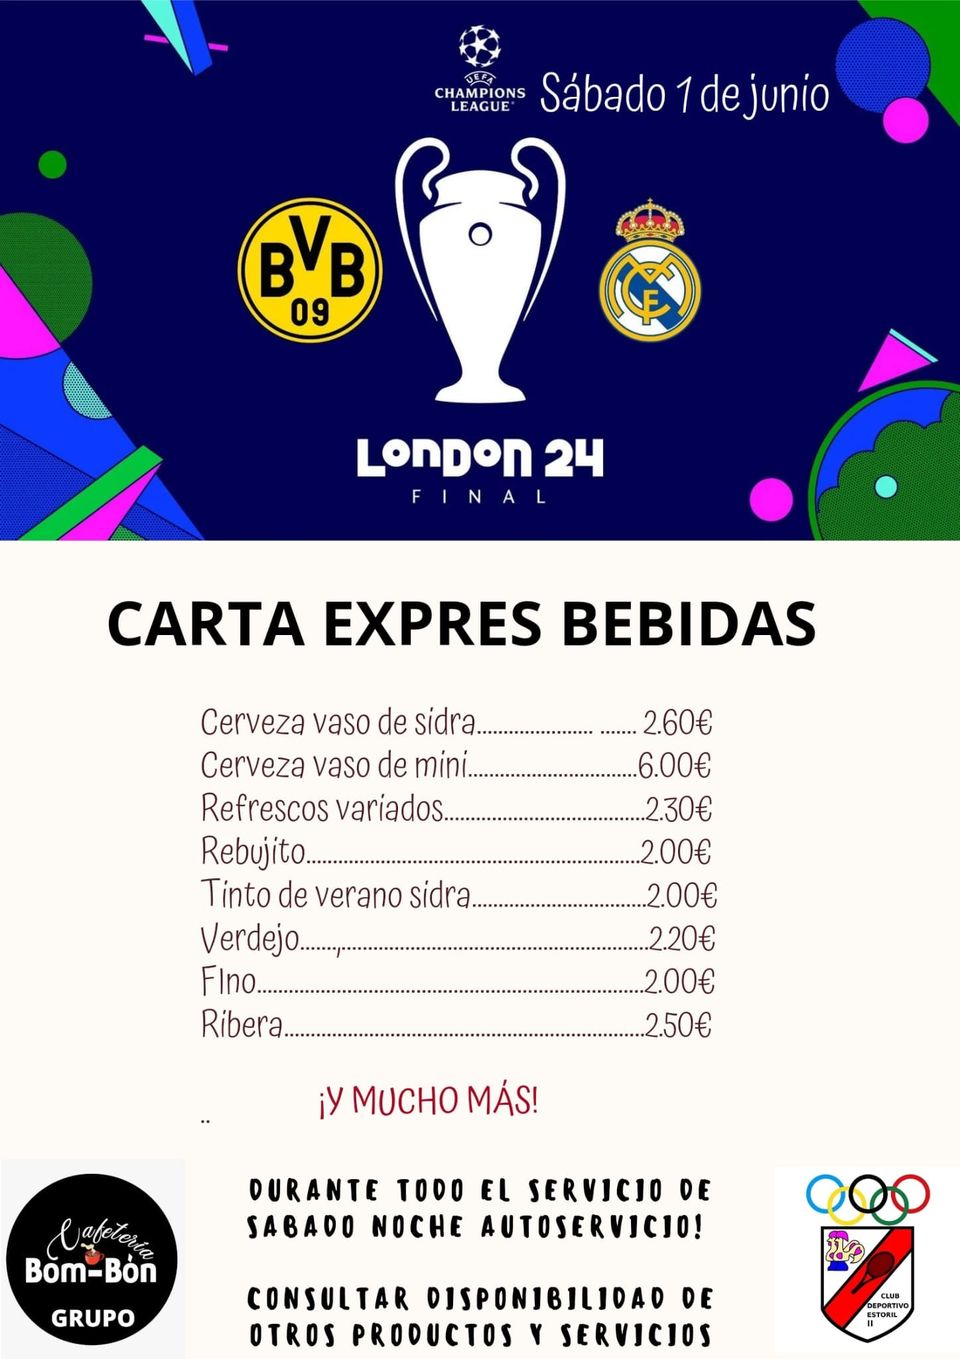 UEFA
CHAMPIONS
LEAGUE
Sábado 1 de junio
BVB
09
LONDON 24
FINAL
CARTA EXPRES BEBIDAS
Cerveza vaso de sidra...................... ....... 2.60€
Cerveza vaso de mini................................6.00€
Refrescos variados......................................2.30€
Rebujito...............................................................2.00€
Tinto de verano sidra.................................2.00€
Verdejo.......,..........................................................2.20€
FIno.........................................................................2.00€
Ribera....................................................................2.50€
¡Y MUCHO MÁS!
..
DURANTE TODO EL SERVICIO DE
SABADO NOCHE AUTOSERVICIO!
CONSULTAR DISPONIBILIDAD DE
OTROS PRODUCTOS Y SERVICIOS
Cafetería
Bom-Bòn
GRUPO
CLUB
DEPORTIVO
ESTORIL
II